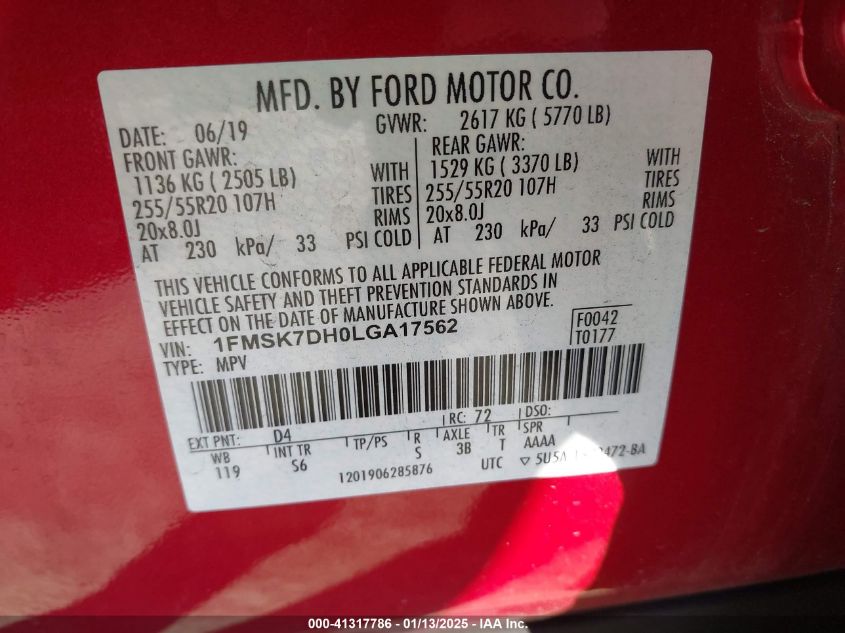 MFD. BY FORD MOTOR CO.
DATE: 06/19 GVWR: 2617 KG ( 5770 LB)
FRONT GAWR: REAR GAWR:
1136 KG ( 2505 LB) WITH 1529 KG ( 3370 LB) WITH
255/55R20 107H TIRES 255/55R20 107H TIRES
20x8.0J RIMS 20x8.0J RIMS
AT 230 kPa/ 33 PSI COLD AT 230 kPa/ 33 PSI COLD
THIS VEHICLE CONFORMS TO ALL APPLICABLE FEDERAL MOTOR
VEHICLE SAFETY AND THEFT PREVENTION STANDARDS IN
EFFECT ON THE DATE OF MANUFACTURE SHOWN ABOVE.
VIN: 1FMSK7DH0LGA17562 F0042
TYPE: MPV T0177
EXT PNT: D4 RC: 72 DSO:
WB INT TR TP/PS R AXLE TR SPR
119 S6 S 3B T AAAA
1201906285876 UTC ▽ 5U5A
000-41317786 — 01/13/2025 — IAA, Inc.